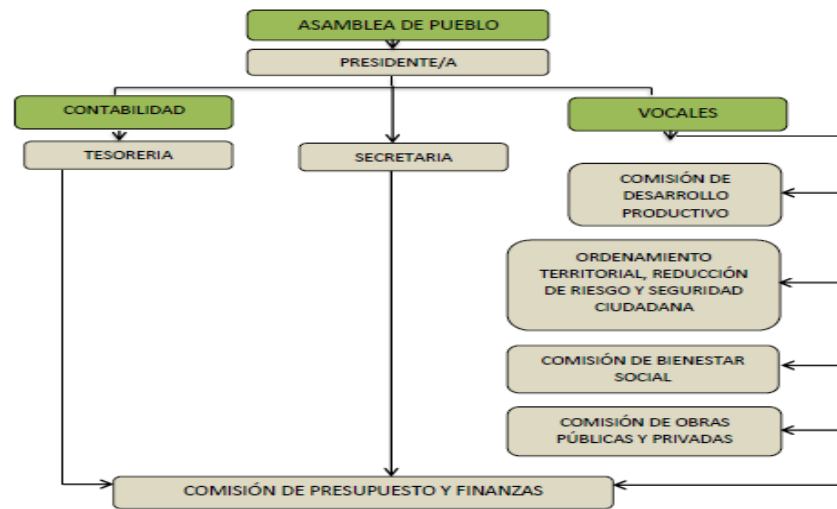 ASAMBLEA DE PUEBLO
PRESIDENTE/A
CONTABILIDAD
VOCALES
TESORERIA
SECRETARIA
COMISIÓN DE
DESARROLLO
PRODUCTIVO
ORDENAMIENTO
TERRITORIAL, REDUCCIÓN
DE RIESGO Y SEGURIDAD
CIUDADANA
COMISIÓN DE BIENESTAR
SOCIAL
COMISIÓN DE OBRAS
PÚBLICAS Y PRIVADAS
COMISIÓN DE PRESUPUESTO Y FINANZAS